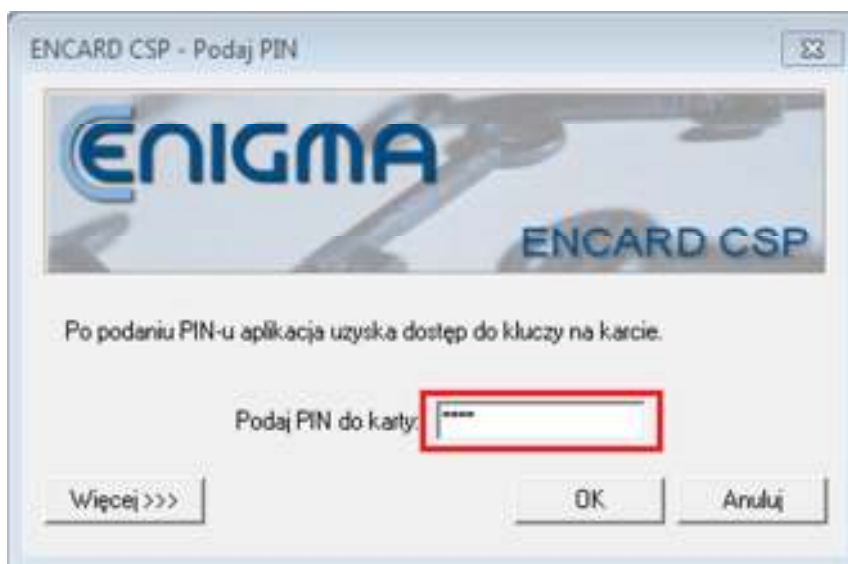 ENCARD CSP - Podaj PIN
ENIGMA
ENCARD CSP
Po podaniu PIN-u aplikacja uzyska dostęp do kluczy na karcie.
Podaj PIN do karty: ****
Więcej >>>
OK
Anuluj